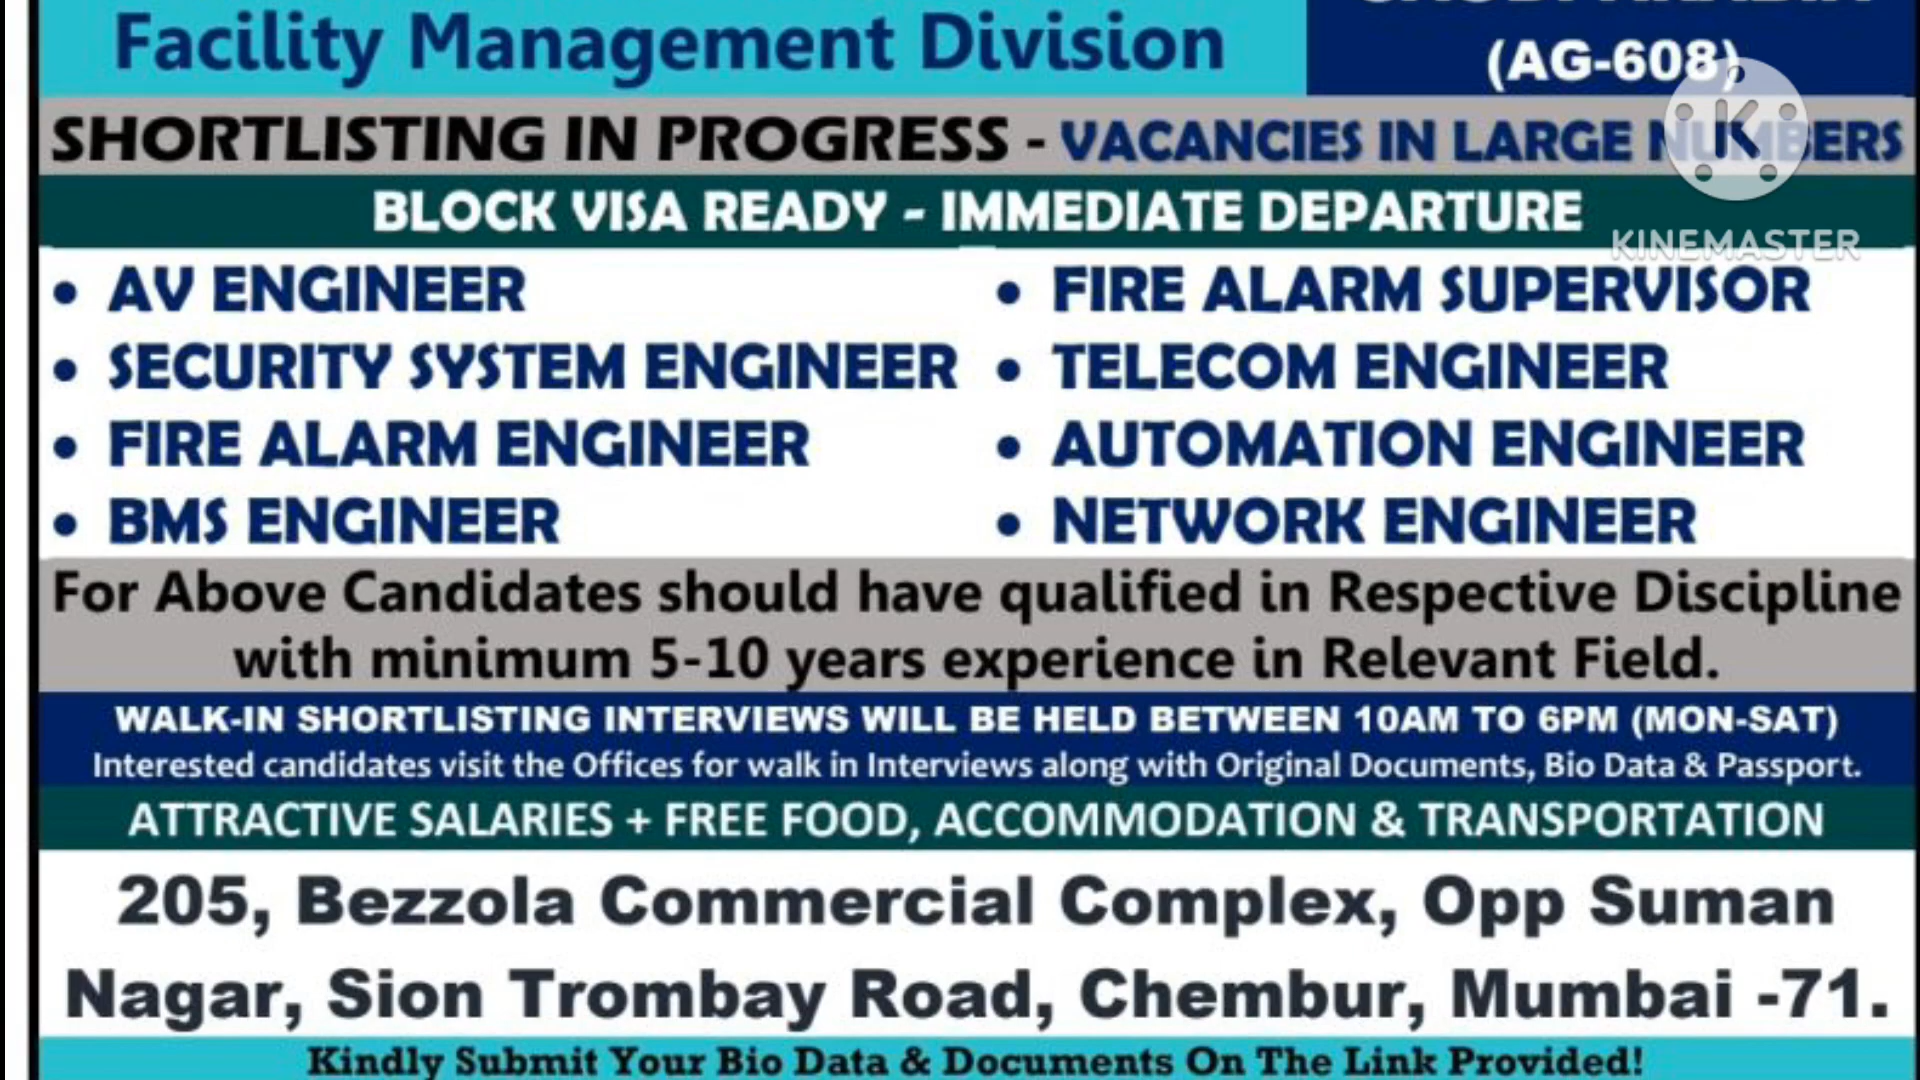 Facility Management Division
(AG-608)
SHORTLISTING IN PROGRESS - VACANCIES IN LARGE NUMBERS
BLOCK VISA READY - IMMEDIATE DEPARTURE
KINEMASTER
• AV ENGINEER
• SECURITY SYSTEM ENGINEER
• FIRE ALARM ENGINEER
• BMS ENGINEER
• FIRE ALARM SUPERVISOR
• TELECOM ENGINEER
• AUTOMATION ENGINEER
• NETWORK ENGINEER
For Above Candidates should have qualified in Respective Discipline
with minimum 5-10 years experience in Relevant Field.
WALK-IN SHORTLISTING INTERVIEWS WILL BE HELD BETWEEN 10AM TO 6PM (MON-SAT)
Interested candidates visit the Offices for walk in Interviews along with Original Documents, Bio Data & Passport.
ATTRACTIVE SALARIES + FREE FOOD, ACCOMMODATION & TRANSPORTATION
205, Bezzola Commercial Complex, Opp Suman
Nagar, Sion Trombay Road, Chembur, Mumbai -71.
Kindly Submit Your Bio Data & Documents On The Link Provided!